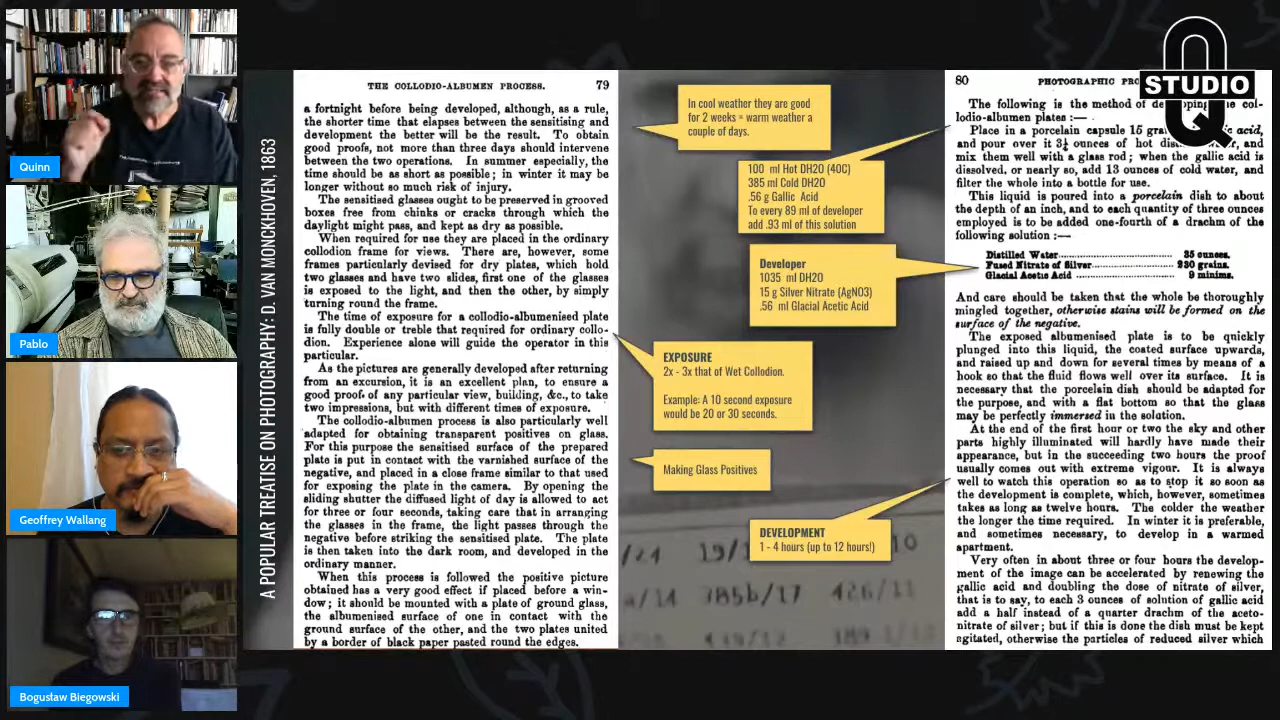 Quinn
Pablo
Geoffrey Wallang
Bogustaw Biegowski
STUDIO
A POPULAR TREATISE ON PHOTOGRAPHY: D. VAN MONCKHOVEN, 1863
THE COLLODIO-ALBUMEN PROCESS. 79
a fortnight before being developed, although, as a rule,
the shorter time that elapses between the sensitising and
development the better will be the result. To obtain
good proofs, not more than three days should intervene
between the two operations. In summer especially, the
time should be as short as possible; in winter it may be
longer without so much risk of injury.
The sensitised glasses ought to be preserved in grooved
boxes free from chinks or cracks through which the
daylight might pass, and kept as dry as possible.
When required for use they are placed in the ordinary
collodion frame for views. There are, however, some
frames particularly devised for dry plates, which hold
two glasses and have two slides, first one of the glasses
is exposed to the light, and then the other, by simply
turning round the frame.
The time of exposure for a collodio-albumenised plate
is fully double or treble that required for ordinary collo-
dion. Experience alone will guide the operator in this
particular.
As the pictures are generally developed after returning
from an excursion, it is an excellent plan, to ensure a
good proof of any particular view, building, &c., to take
two impressions, but with different times of exposure.
The collodio-albumen process is also particularly well
adapted for obtaining transparent positives on glass.
For this purpose the sensitised surface of the prepared
plate is put in contact with the varnished surface of the
negative, and placed in a close frame similar to that used
for exposing the plate in the camera. By opening the
sliding shutter the diffused light of day is allowed to act
for three or four seconds, taking care that in arranging
the glasses in the frame, the light passes through the
negative before striking the sensitised plate. The plate
is then taken into the dark room, and developed in the
ordinary manner.
When this process is followed the positive picture
obtained has a very good effect if placed before a win-
dow; it should be mounted with a plate of ground glass,
the albumenised surface of one in contact with the
ground surface of the other, and the two plates united
by a border of black paper pasted round the edges.
In cool weather they are good
for 2 weeks = warm weather a
couple of days.
100 ml Hot DH2O (40C)
385 ml Cold DH2O
.56 g Gallic Acid
To every 89 ml of developer
add .93 ml of this solution
Developer
1035 ml DH2O
15 g Silver Nitrate (AgNO3)
.56 ml Glacial Acetic Acid
EXPOSURE
2x - 3x that of Wet Collodion.
Example: A 10 second exposure
would be 20 or 30 seconds.
Making Glass Positives
DEVELOPMENT
1 - 4 hours (up to 12 hours!)
385b/17 426/11
80 PHOTOGRAPHIC
The following is the method of developing the col-
lodio-albumen plates :—
Place in a porcelain capsule 15 acid,
and pour over it 3¼ ounces of hot and
mix them well with a glass rod; when the gallic acid is
dissolved, or nearly so, add 13 ounces of cold water, and
filter the whole into a bottle for use.
This liquid is poured into a porcelain dish to about
the depth of an inch, and to each quantity of three ounces
employed is to be added one-fourth of a drachm of the
following solution :—
Distilled Water 35 ounces.
Fused Nitrate of Silver 230 grains.
Glacial Acetic Acid 9 minims.
And care should be taken that the whole be thoroughly
mingled together, otherwise stains will be formed on the
surface of the negative.
The exposed albumenised plate is to be quickly
plunged into this liquid, the coated surface upwards,
and raised up and down for several times by means of a
hook so that the fluid flows well over its surface. It is
necessary that the porcelain dish should be adapted for
the purpose, and with a flat bottom so that the glass
may be perfectly immersed in the solution.
At the end of the first hour or two the sky and other
parts highly illuminated will hardly have made their
appearance, but in the succeeding two hours the proof
usually comes out with extreme vigour. It is always
well to watch this operation so as to stop it so soon as
the development is complete, which, however, sometimes
takes as long as twelve hours. The colder the weather
the longer the time required. In winter it is preferable,
and sometimes necessary, to develop in a warmed
apartment.
Very often in about three or four hours the develop-
ment of the image can be accelerated by renewing the
gallic acid and doubling the dose of nitrate of silver,
that is to say, to each 3 ounces of solution of gallic acid
add a half instead of a quarter drachm of the aceto-
nitrate of silver; but if this is done the dish must be kept
agitated, otherwise the particles of reduced silver which